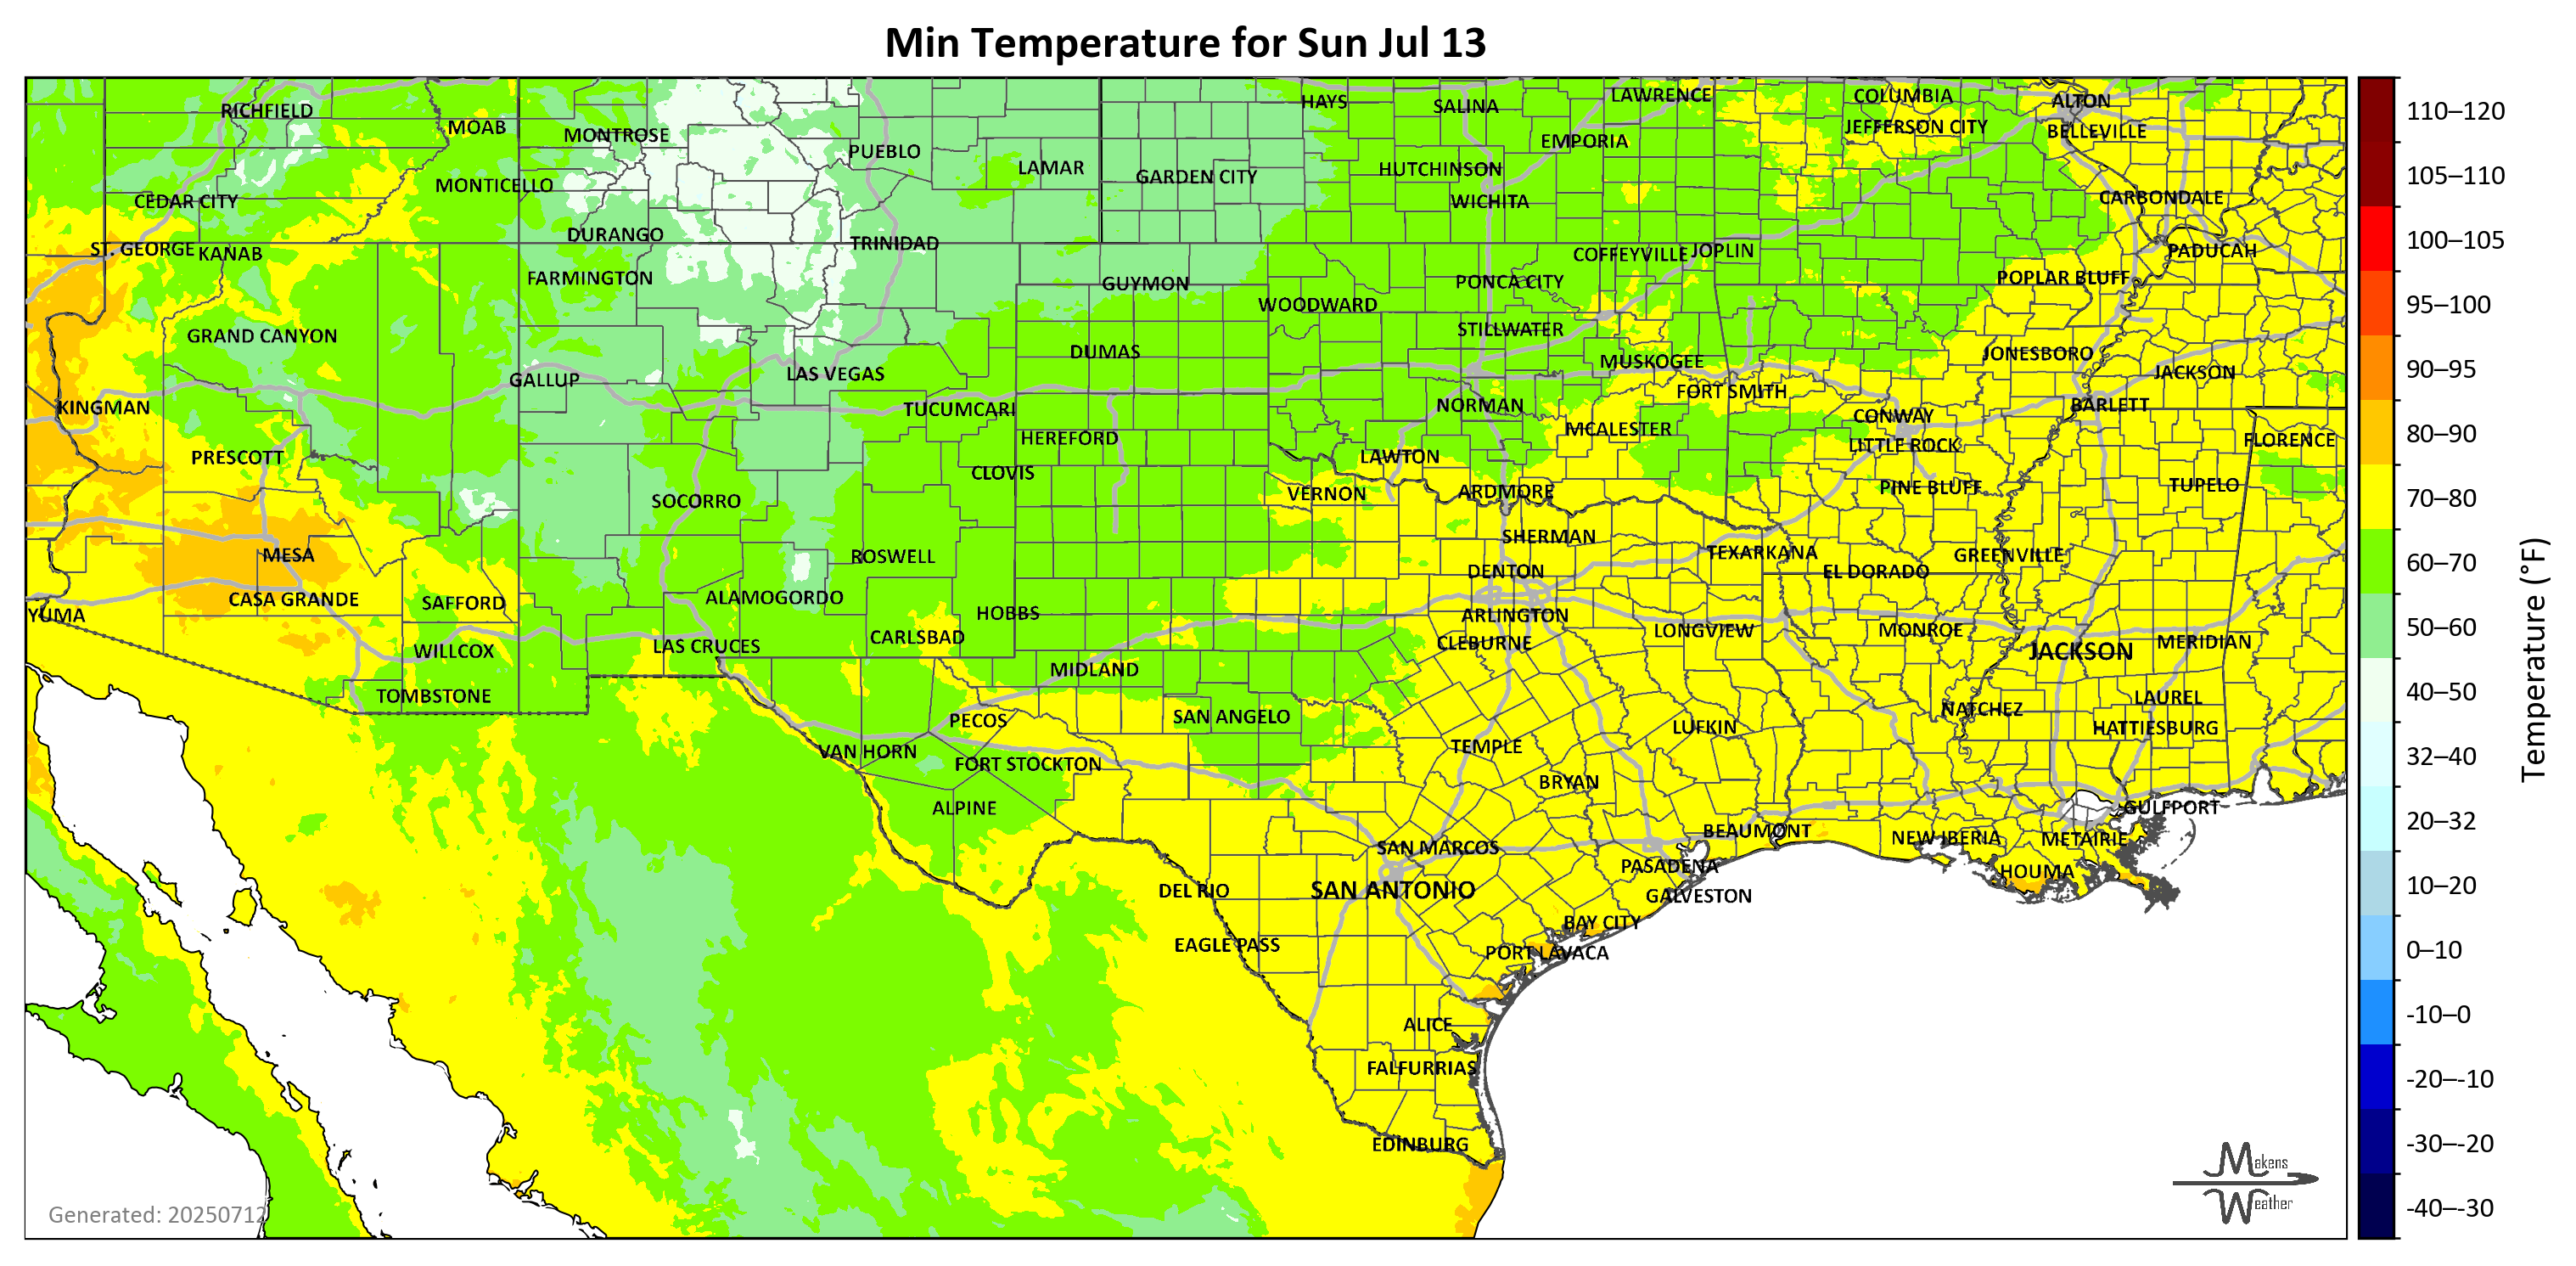 Min Temperature for Sun Jul 13
RICHFIELD
MOAB
MONTROSE
PUEBLO
LAMAR
HAYS
SALINA
LAWRENCE
COLUMBIA
ALTON
EMPORIA
JEFFERSON CITY
BELLEVILLE
MONTICELLO
GARDEN CITY
HUTCHINSON
CEDAR CITY
WICHITA
CARBONDALE
DURANGO
TRINIDAD
ST. GEORGE
KANAB
COFFEYVILLE
JOPLIN
PADUCAH
FARMINGTON
GUYMON
PONCA CITY
POPLAR BLUFF
WOODWARD
GRAND CANYON
STILLWATER
DUMAS
MUSKOGEE
JONESBORO
GALLUP
LAS VEGAS
JACKSON
FORT SMITH
KINGMAN
TUCUMCARI
NORMAN
CONWAY
BARLETT
HEREFORD
MCALESTER
LITTLE ROCK
FLORENCE
PRESCOTT
CLOVIS
LAWTON
SOCORRO
VERNON
ARDMORE
PINE BLUFF
TUPELO
SHERMAN
MESA
ROSWELL
TEXARKANA
GREENVILLE
DENTON
EL DORADO
CASA GRANDE
SAFFORD
ALAMOGORDO
YUMA
HOBBS
ARLINGTON
WILLCOX
LAS CRUCES
CARLSBAD
CLEBURNE
LONGVIEW
MONROE
JACKSON
MERIDIAN
MIDLAND
TOMBSTONE
LAUREL
PECOS
SAN ANGELO
NATCHEZ
VAN HORN
TEMPLE
LUFKIN
HATTIESBURG
FORT STOCKTON
BRYAN
ALPINE
GULFPORT
BEAUMONT
NEW IBERIA
METAIRIE
SAN MARCOS
PASADENA
HOUMA
DEL RIO
SAN ANTONIO
GALVESTON
BAY CITY
EAGLE PASS
PORT LAVACA
ALICE
FALFURRIAS
EDINBURG
Generated: 20250712
Makens
Weather
110–120
105–110
100–105
95–100
90–95
80–90
70–80
60–70
50–60
40–50
32–40
20–32
10–20
0–10
-10–0
-20–-10
-30–-20
-40–-30
Temperature (°F)